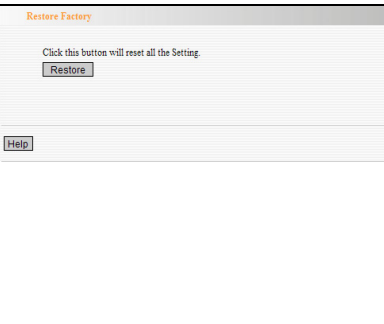 Restore Factory
Click this button will reset all the Setting.
Restore
Help